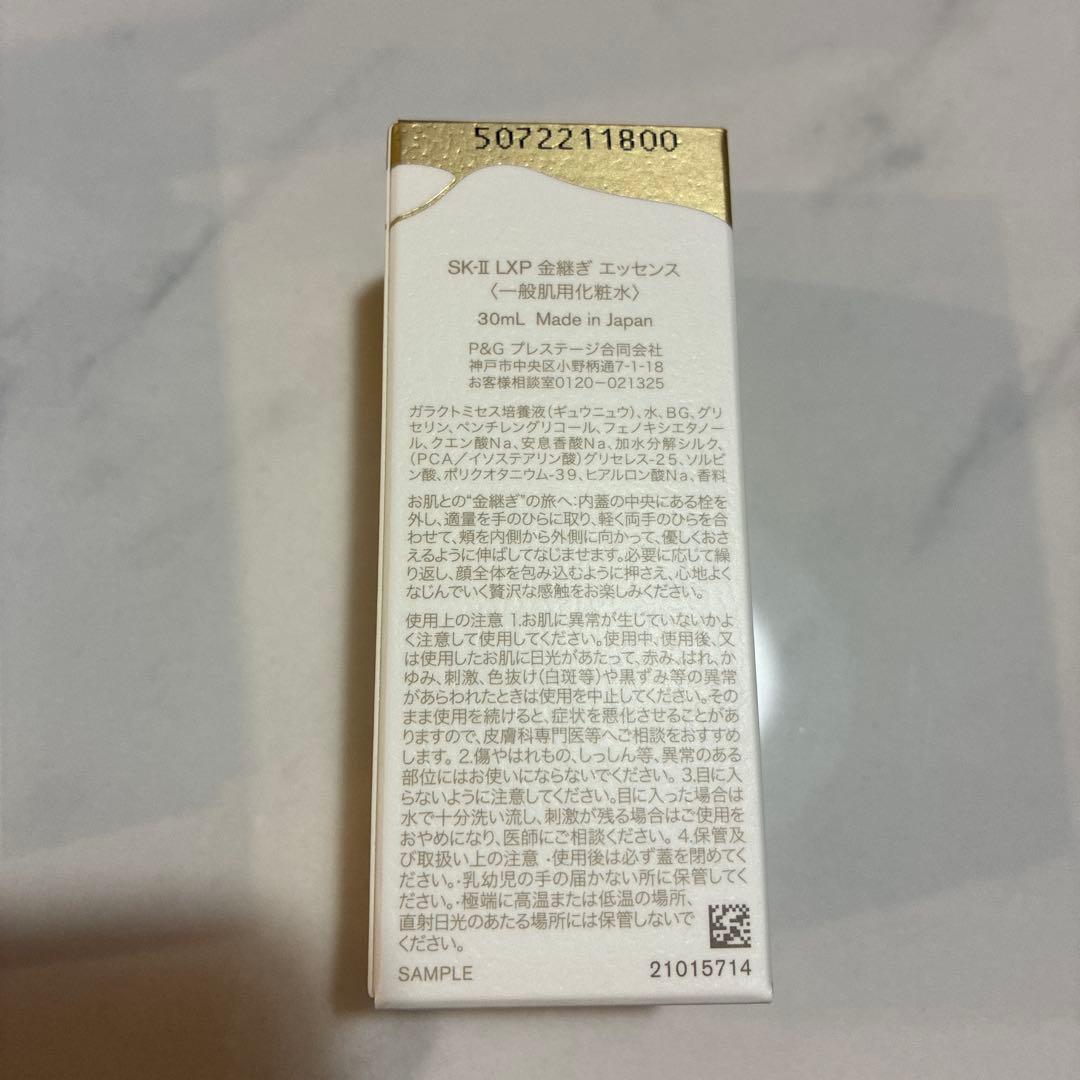 5072211800
SK-II LXP 金継ぎ エッセンス
〈一般肌用化粧水〉
30mL Made in Japan
P&G プレステージ合同会社
神戸市中央区小野柄通7-1-18
お客様相談室0120-021325
ガラクトミセス培養液(ギュウニュウ)、水、BG、グリ
セリン、ペンチレングリコール、フェノキシエタノー
ル、クエン酸Na、安息香酸Na、加水分解シルク、
(PCA/イソステアリン酸)グリセレス-25、ソルビ
ン酸、ポリクオタニウム-39、ヒアルロン酸Na、香料
お肌との"金継ぎ"の旅へ:内蓋の中央にある栓を
外し、適量を手のひらに取り、軽く両手のひらを合
わせて、頬を内側から外側に向かって、優しくおさ
えるように伸ばしてなじませます。必要に応じて繰
り返し、顔全体を包み込むように押さえ、心地よく
なじんでいく贅沢な感触をお楽しみください。
使用上の注意 1.お肌に異常が生じていないかよ
く注意して使用してください。使用中、使用後、又
は使用したお肌に日光があたって、赤み、はれ、か
ゆみ、刺激、色抜け(白斑等)や黒ずみ等の異常
があらわれたときは使用を中止してください。その
まま使用を続けると、症状を悪化させることがあ
りますので、皮膚科専門医等へご相談をおすすめ
します。 2.傷やはれもの、しっしん等、異常のある
部位にはお使いにならないでください。 3.目に入
らないように注意してください。目に入った場合は
水で十分洗い流し、刺激が残る場合はご使用を
おやめになり、医師にご相談ください。 4.保管及
び取扱い上の注意 ・使用後は必ず蓋を閉めてく
ださい。・乳幼児の手の届かない所に保管してく
ださい。・極端に高温または低温の場所、
直射日光のあたる場所には保管しないで
ください。
SAMPLE 21015714